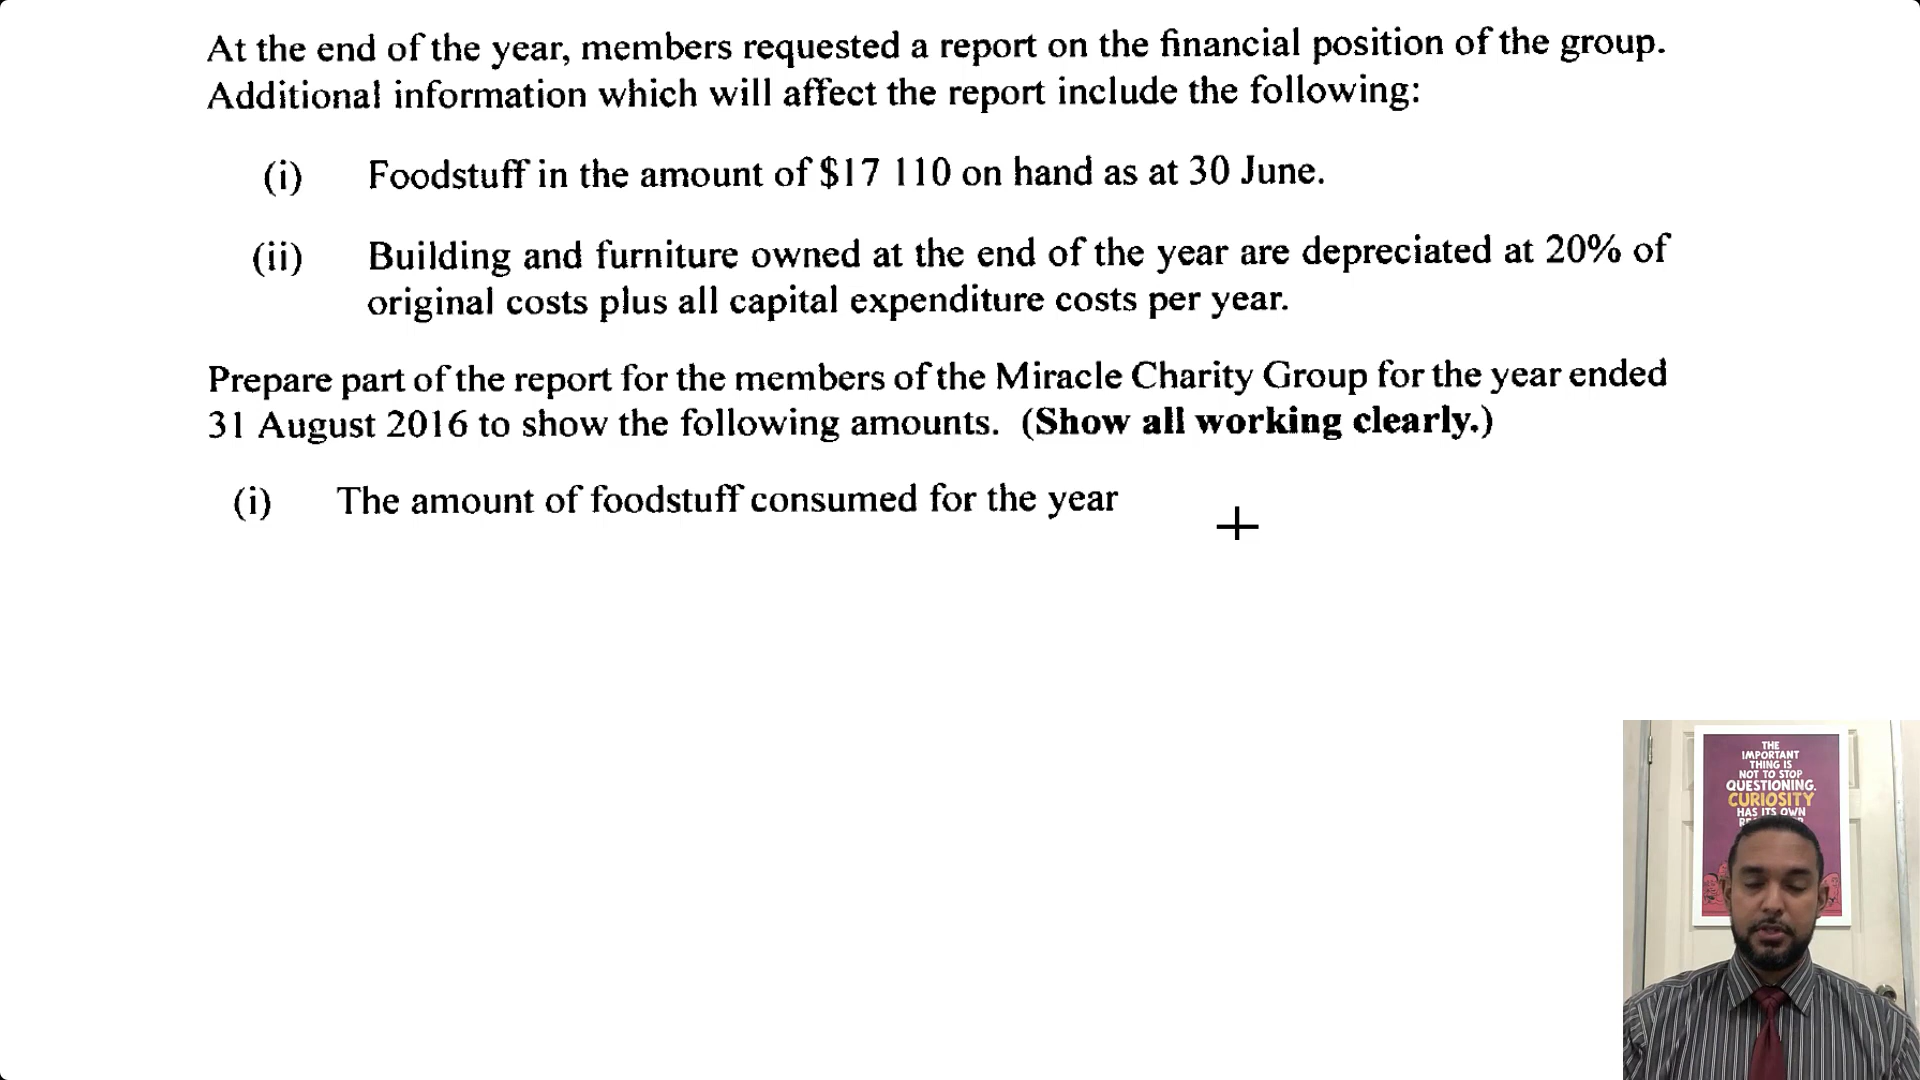 At the end of the year, members requested a report on the financial position of the group.
Additional information which will affect the report include the following:
(i) Foodstuff in the amount of $17 110 on hand as at 30 June.
(ii) Building and furniture owned at the end of the year are depreciated at 20% of
original costs plus all capital expenditure costs per year.
Prepare part of the report for the members of the Miracle Charity Group for the year ended
31 August 2016 to show the following amounts. (Show all working clearly.)
(i) The amount of foodstuff consumed for the year
THE
IMPORTANT
THING IS
NOT TO STOP
QUESTIONING.
CURIOSITY
HAS ITS OWN